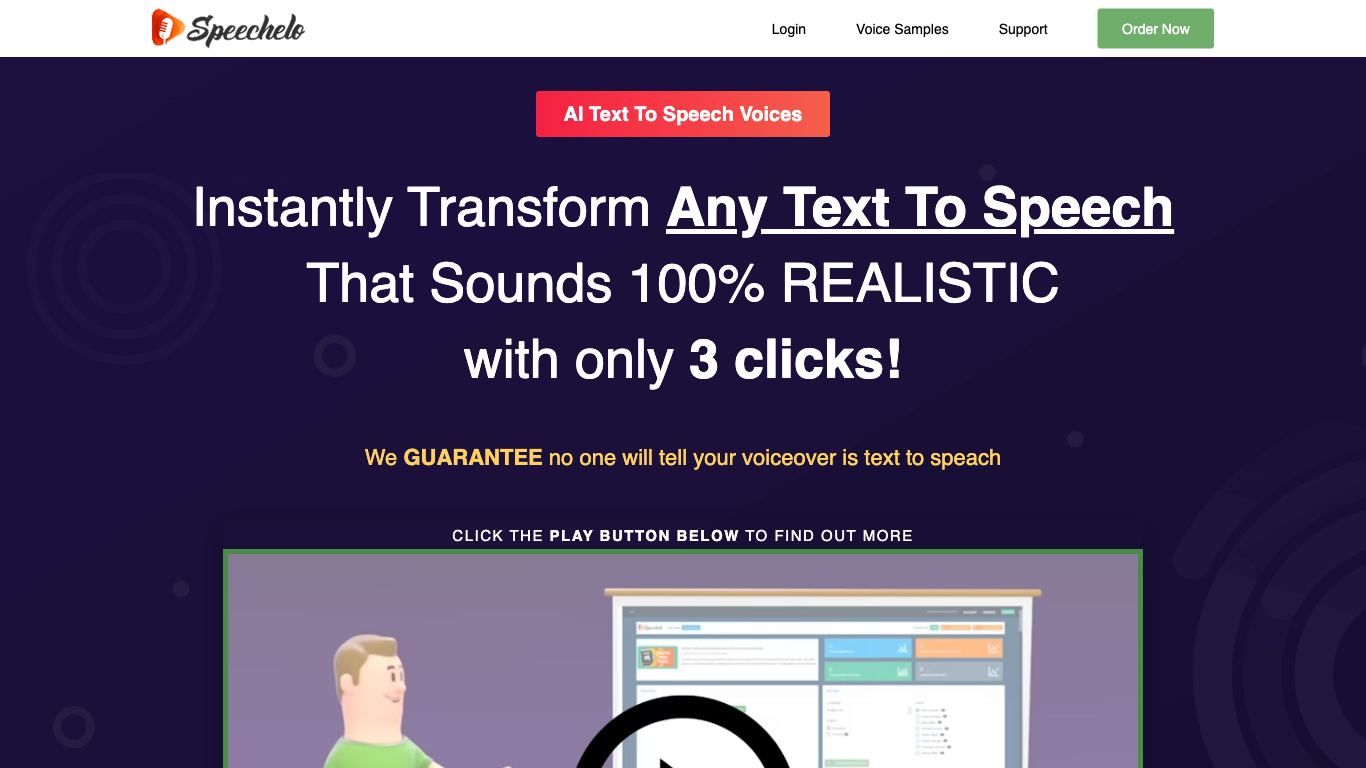 Speechelo
Login
Voice Samples
Support
Order Now
AI Text To Speech Voices
Instantly Transform Any Text To Speech
That Sounds 100% REALISTIC
with only 3 clicks!
We GUARANTEE no one will tell your voiceover is text to speach
CLICK THE PLAY BUTTON BELOW TO FIND OUT MORE
Speechelo